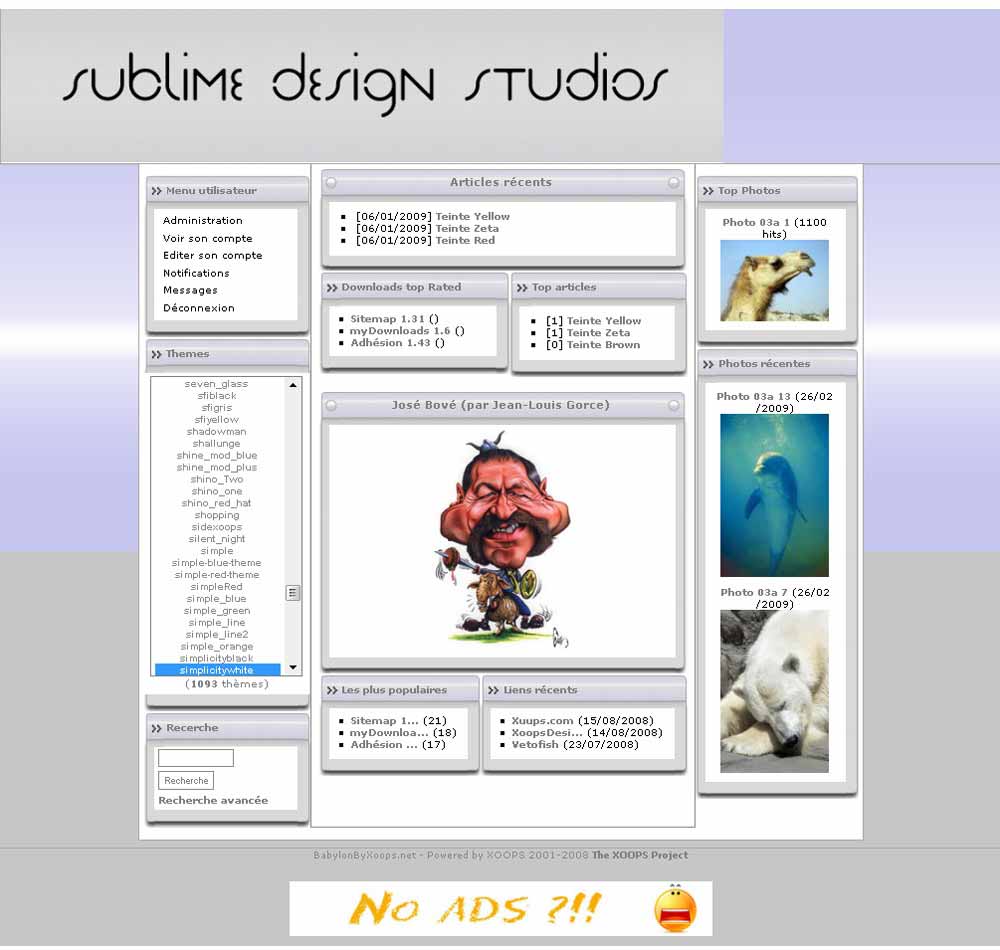 SUBLIME DESIGN STUDIOS
Menu utilisateur
Administration
Voir son compte
Editer son compte
Notifications
Messages
Déconnexion
Themes
seven_glass
sfiblack
sfigris
sfiyellow
shadowman
shallunge
shine_mod_blue
shine_mod_plus
shino_Two
shino_one
shino_red_hat
shopping
sidexoops
silent_night
simple
simple-blue-theme
simple-red-theme
simpleRed
simple_blue
simple_green
simple_line
simple_line2
simple_orange
simplicityblack
simplicitywhite
(1093 thèmes)
Recerche
Recherche
Recherche avancée
Articles récents
[06/01/2009] Teinte Yellow
[06/01/2009] Teinte Zeta
[06/01/2009] Teinte Red
Downloads top Rated
Sitemap 1.31 ()
myDownloads 1.6 ()
Adhésion 1.43 ()
Top articles
[1] Teinte Yellow
[1] Teinte Zeta
[0] Teinte Brown
José Bové (par Jean-Louis Gorce)
Les plus populaires
Sitemap 1... (21)
myDownloa... (18)
Adhésion ... (17)
Liens récents
Xuups.com (15/08/2008)
XoopsDesi... (14/08/2008)
Vetofish (23/07/2008)
Top Photos
Photo 03a 1 (1100
hits)
Photos récentes
Photo 03a 13 (26/02
/2009)
Photo 03a 7 (26/02
/2009)
BabylonByXoops.net - Powered by XOOPS 2001-2008 The XOOPS Project
No ADS ?!!